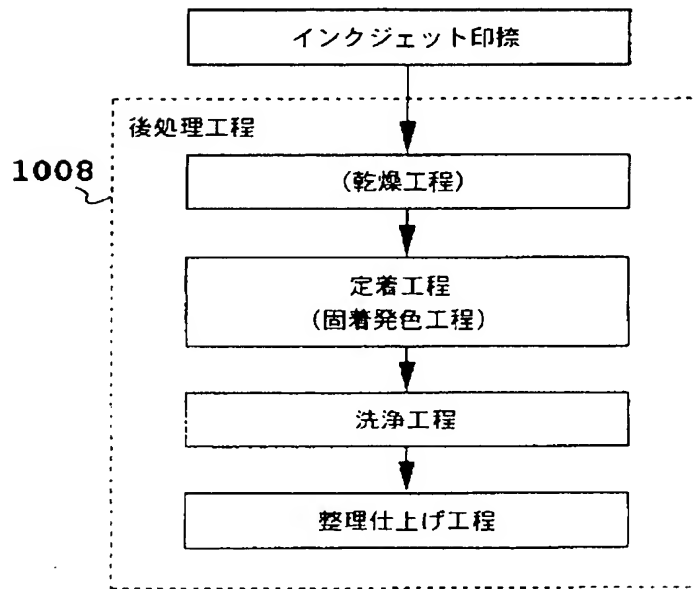 インクジェット印捺
後処理工程
1008
(乾燥工程)
定着工程
(固着発色工程)
洗浄工程
整理仕上げ工程